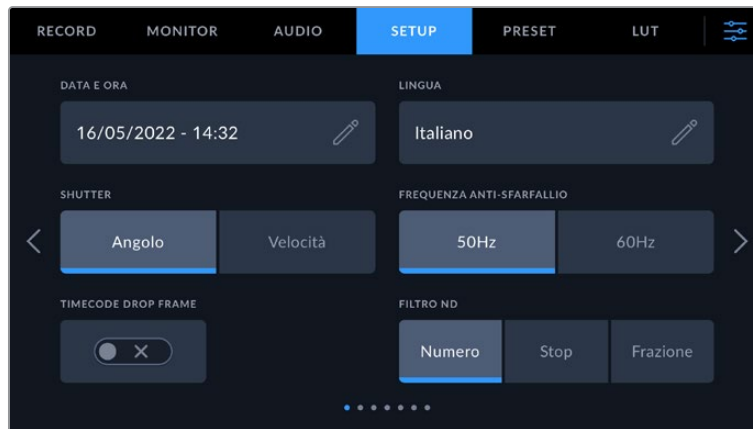 RECORD MONITOR AUDIO SETUP PRESET LUT
DATA E ORA LINGUA
16/05/2022 - 14:32 Italiano
SHUTTER FREQUENZA ANTI-SFARFALLIO
Angolo Velocità 50Hz 60Hz
TIMECODE DROP FRAME FILTRO ND
Numero Stop Frazione